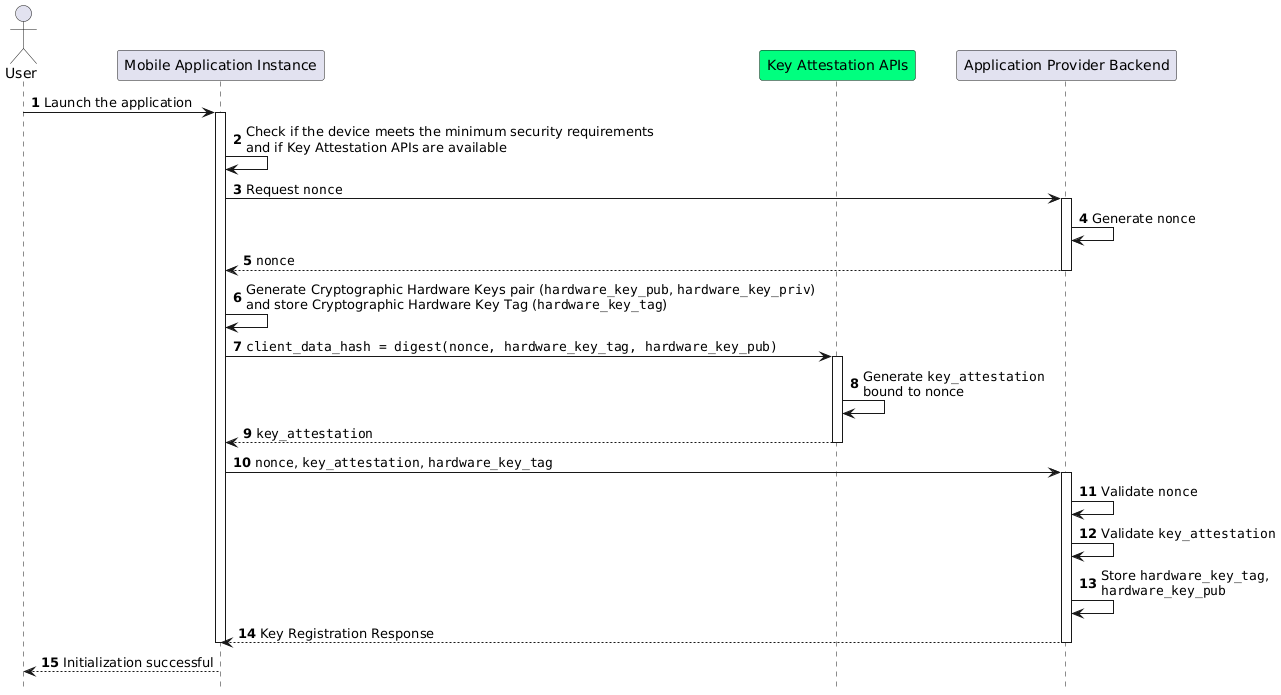 User
Mobile Application Instance
Key Attestation APIs
Application Provider Backend
1 Launch the application
2 Check if the device meets the minimum security requirements
and if Key Attestation APIs are available
3 Request nonce
4 Generate nonce
5 nonce
6 Generate Cryptographic Hardware Keys pair (hardware_key_pub, hardware_key_priv)
and store Cryptographic Hardware Key Tag (hardware_key_tag)
7 client_data_hash = digest(nonce, hardware_key_tag, hardware_key_pub)
8 Generate key_attestation
bound to nonce
9 key_attestation
10 nonce, key_attestation, hardware_key_tag
11 Validate nonce
12 Validate key_attestation
13 Store hardware_key_tag,
hardware_key_pub
14 Key Registration Response
15 Initialization successful